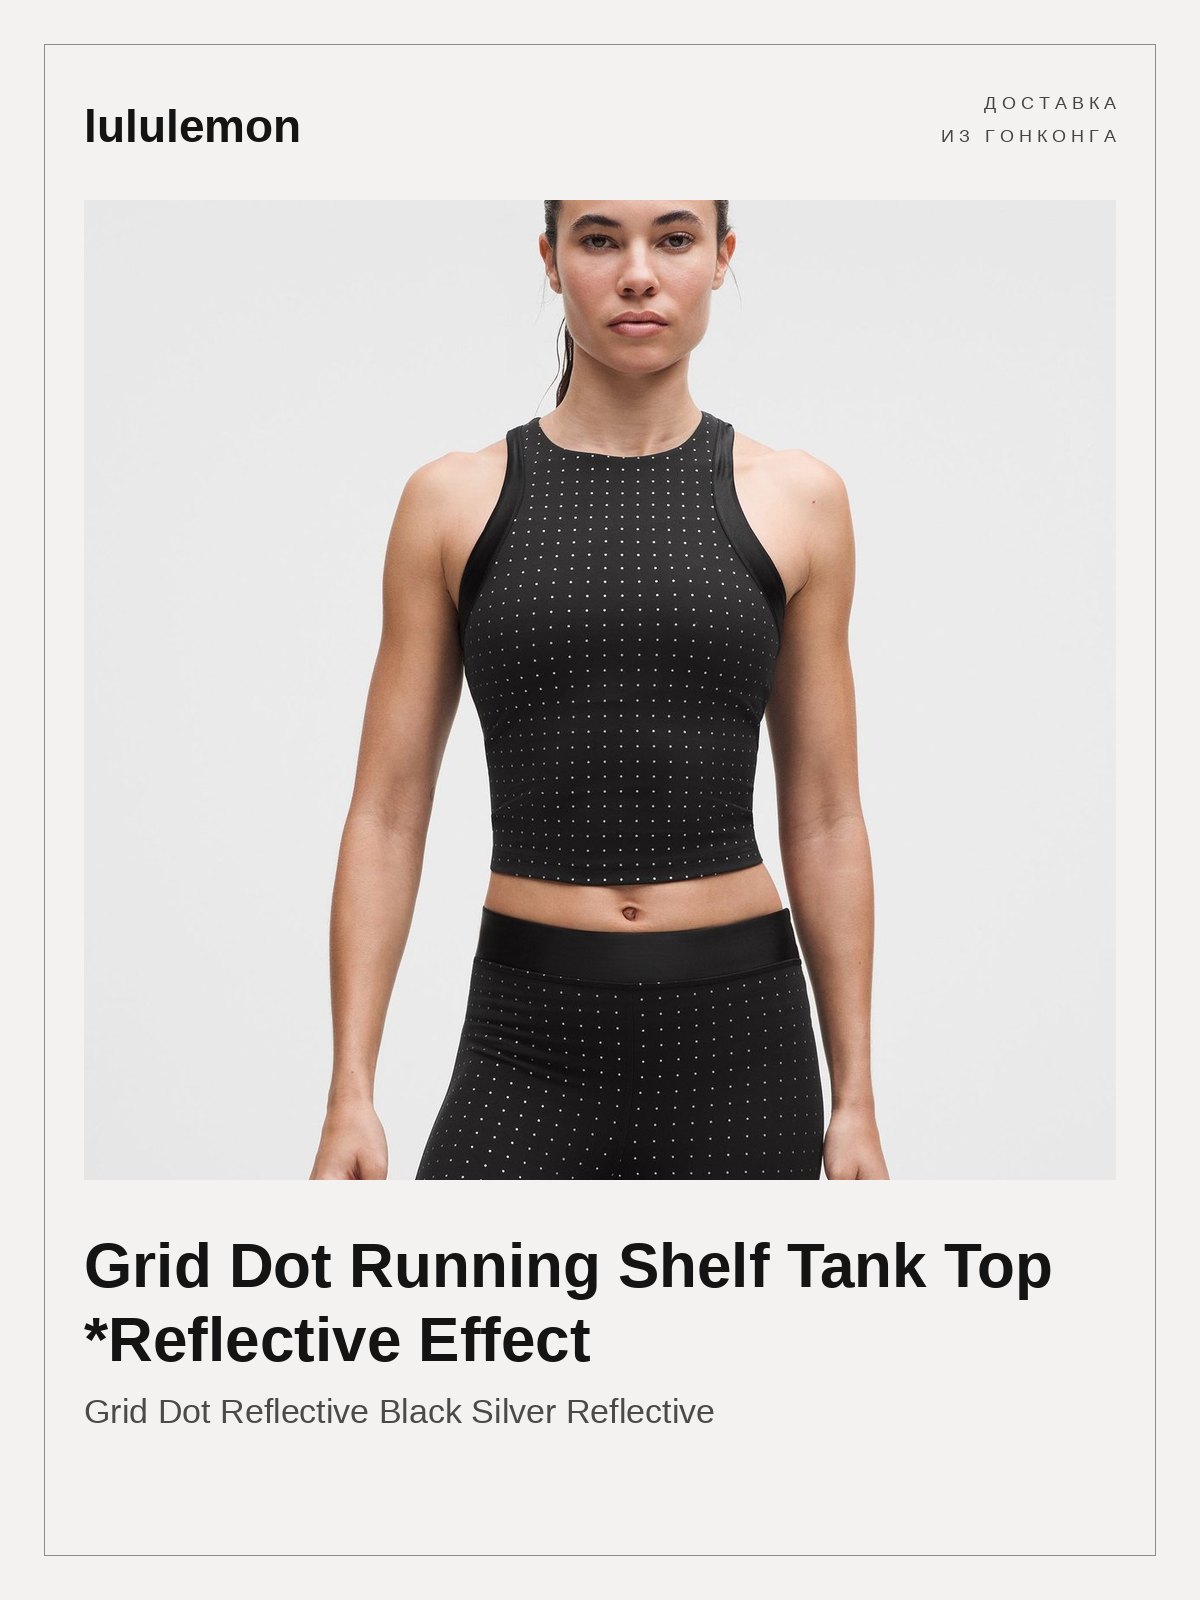 lululemon
ДОСТАВКА
ИЗ ГОНКОНГА
Grid Dot Running Shelf Tank Top
*Reflective Effect
Grid Dot Reflective Black Silver Reflective